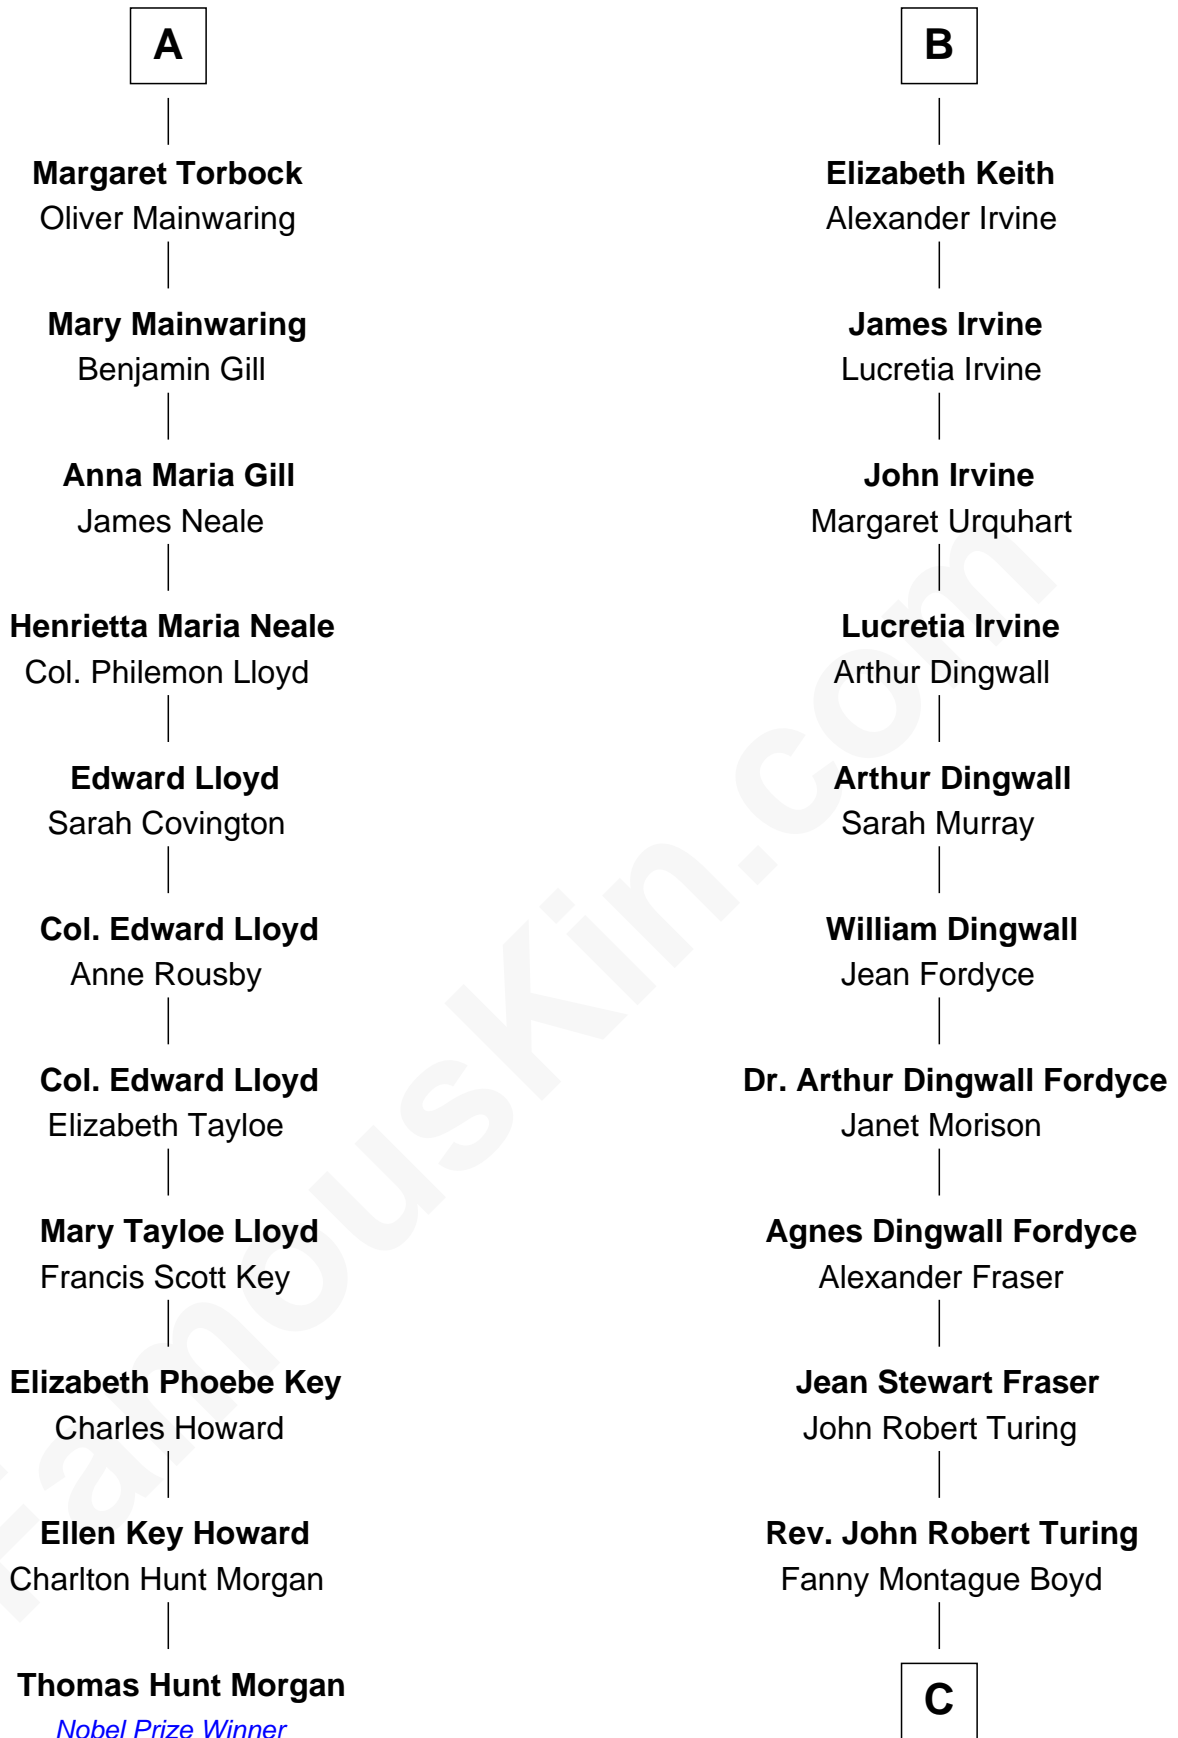 A
Margaret Torbock
Oliver Mainwaring
Mary Mainwaring
Benjamin Gill
Anna Maria Gill
James Neale
Henrietta Maria Neale
Col. Philemon Lloyd
Edward Lloyd
Sarah Covington
Col. Edward Lloyd
Anne Rousby
Col. Edward Lloyd
Elizabeth Tayloe
Mary Tayloe Lloyd
Francis Scott Key
Elizabeth Phoebe Key
Charles Howard
Ellen Key Howard
Charlton Hunt Morgan
Thomas Hunt Morgan
Nobel Prize Winner
B
Elizabeth Keith
Alexander Irvine
James Irvine
Lucretia Irvine
John Irvine
Margaret Urquhart
Lucretia Irvine
Arthur Dingwall
Arthur Dingwall
Sarah Murray
William Dingwall
Jean Fordyce
Dr. Arthur Dingwall Fordyce
Janet Morison
Agnes Dingwall Fordyce
Alexander Fraser
Jean Stewart Fraser
John Robert Turing
Rev. John Robert Turing
Fanny Montague Boyd
C
FamousKin.com